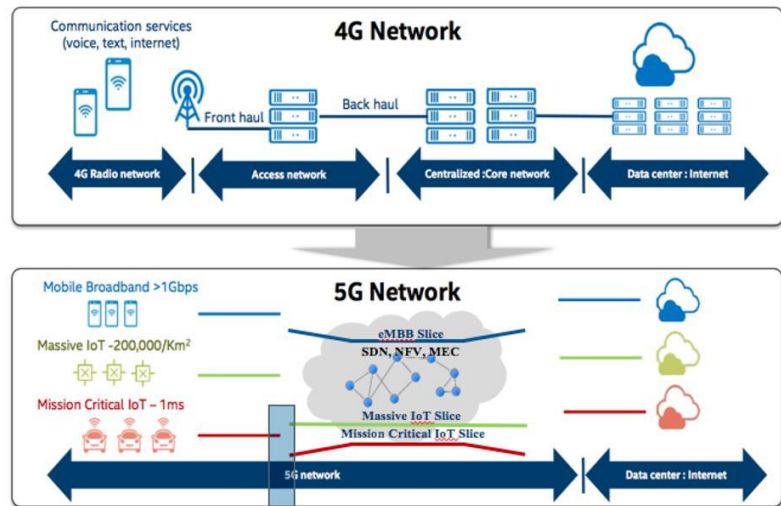 Communication services
(voice, text, internet)
4G Network
Front haul
Back haul
4G Radio network
Access network
Centralized :Core network
Data center : Internet
Mobile Broadband >1Gbps
5G Network
eMBB Slice
SDN, NFV, MEC
Massive IoT -200,000/Km²
Massive IoT Slice
Mission Critical IoT – 1ms
Mission Critical IoT Slice
5G network
Data center : Internet